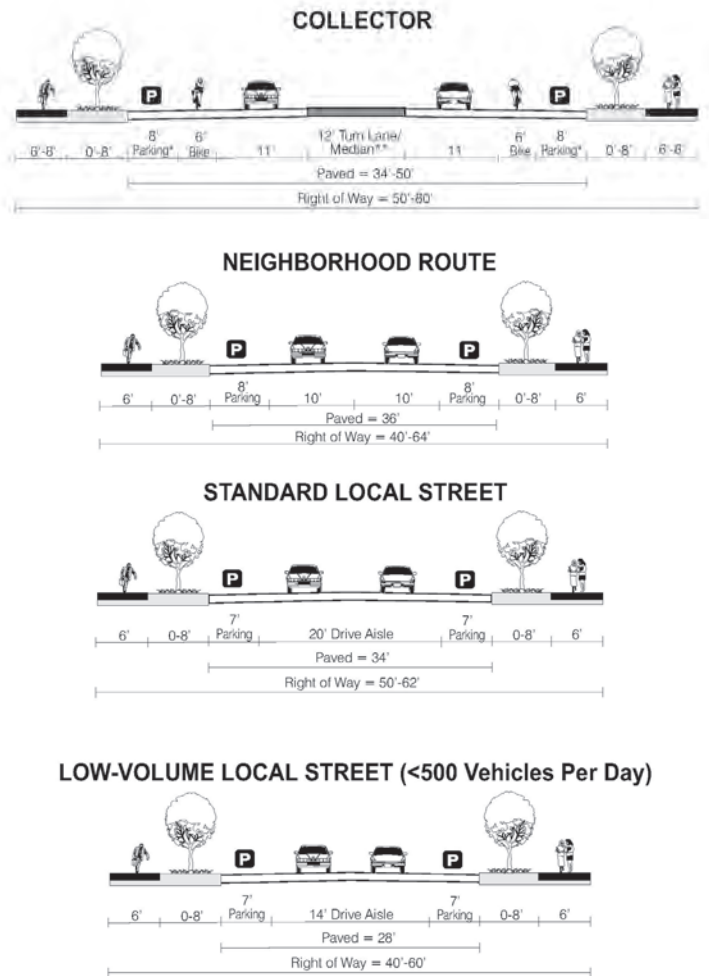 COLLECTOR
P P
6'-8' 0'-8' 8' Parking* 6' Bike 11' 12' Turn Lane/ Median** 11 6' Bike 8' Parking* 0'-8' 6'-8'
Paved = 34'-50'
Right of Way = 50'-80'
NEIGHBORHOOD ROUTE
P P
6' 0'-8' 8' Parking 10' 10' 8' Parking 0'-8' 6'
Paved = 36'
Right of Way = 40'-64'
STANDARD LOCAL STREET
P P
6' 0-8' 7' Parking 20' Drive Aisle 7' Parking 0-8' 6'
Paved = 34'
Right of Way = 50'-62'
LOW-VOLUME LOCAL STREET (<500 Vehicles Per Day)
P P
6' 0-8' 7' Parking 14' Drive Aisle 7' Parking 0-8' 6'
Paved = 28'
Right of Way = 40'-60'